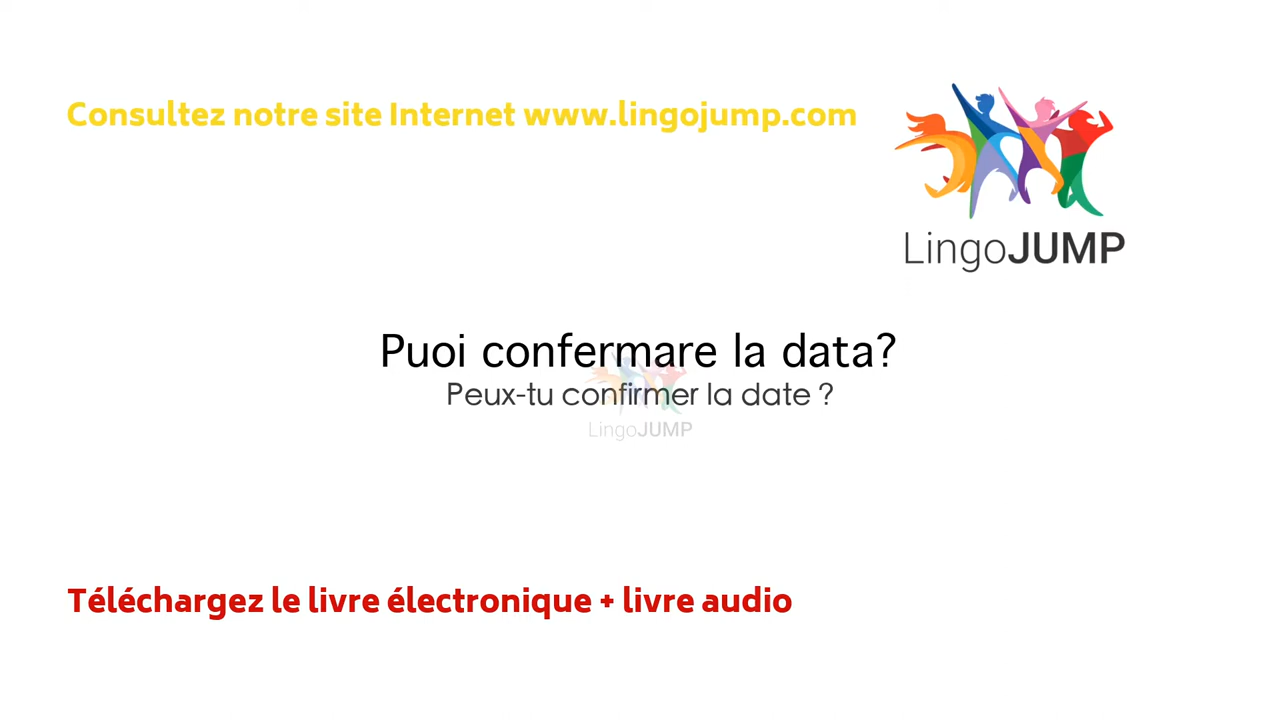 Consultez notre site Internet www.lingojump.com
LingoJUMP
Puoi confermare la data?
Peux-tu confirmer la date ?
LingoJUMP
Téléchargez le livre électronique + livre audio